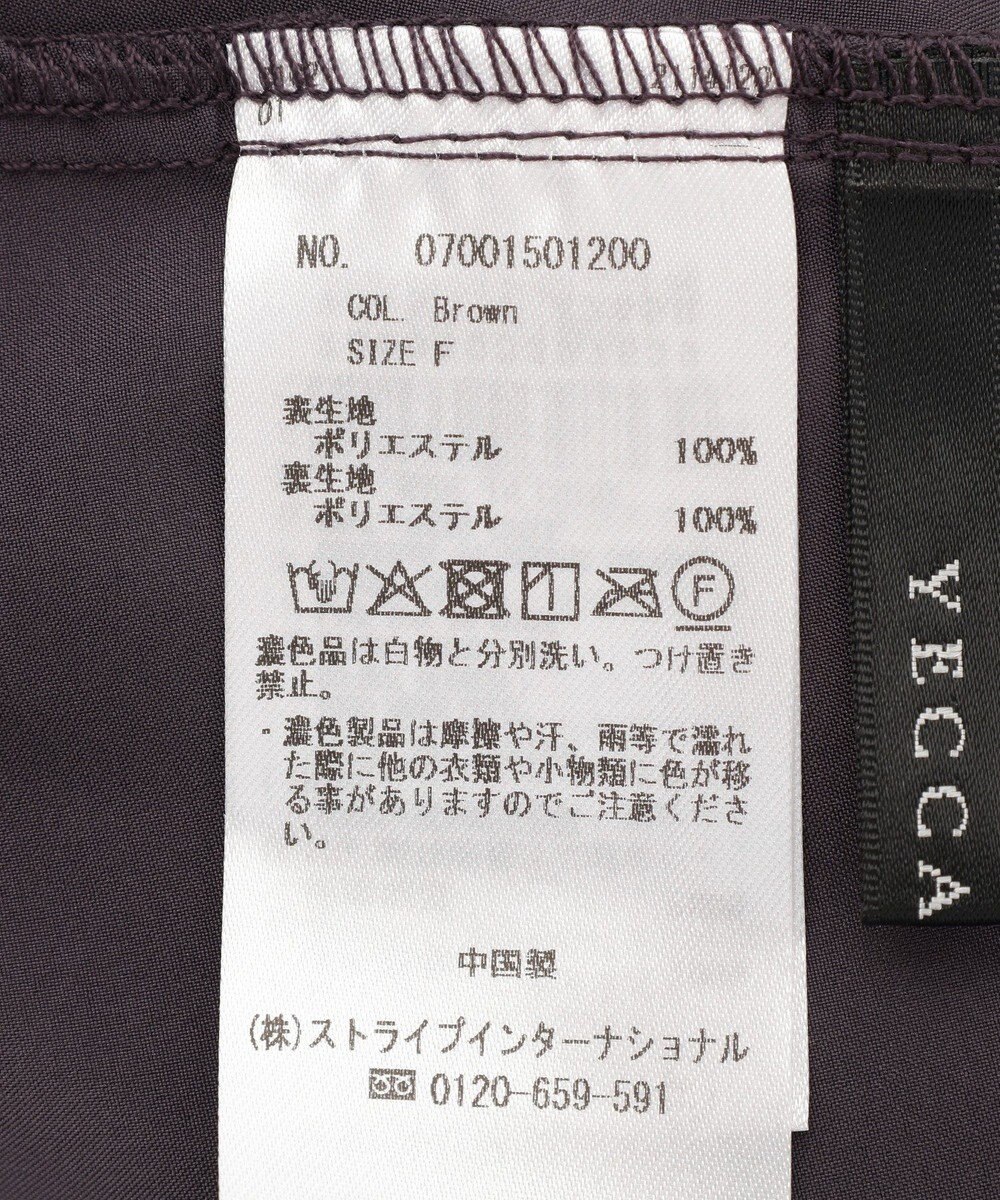 01
NO. 07001501200
COL. Brown
SIZE F
表生地
ポリエステル 100%
裏生地
ポリエステル 100%
F
濃色品は白物と分別洗い。つけ置き
禁止。
・濃色製品は摩擦や汗、雨等で濡れ
た際に他の衣類や小物類に色が移
る事がありますのでご注意くださ
い。
中国製
(株)ストライプインターナショナル
0120-659-591
YECCA